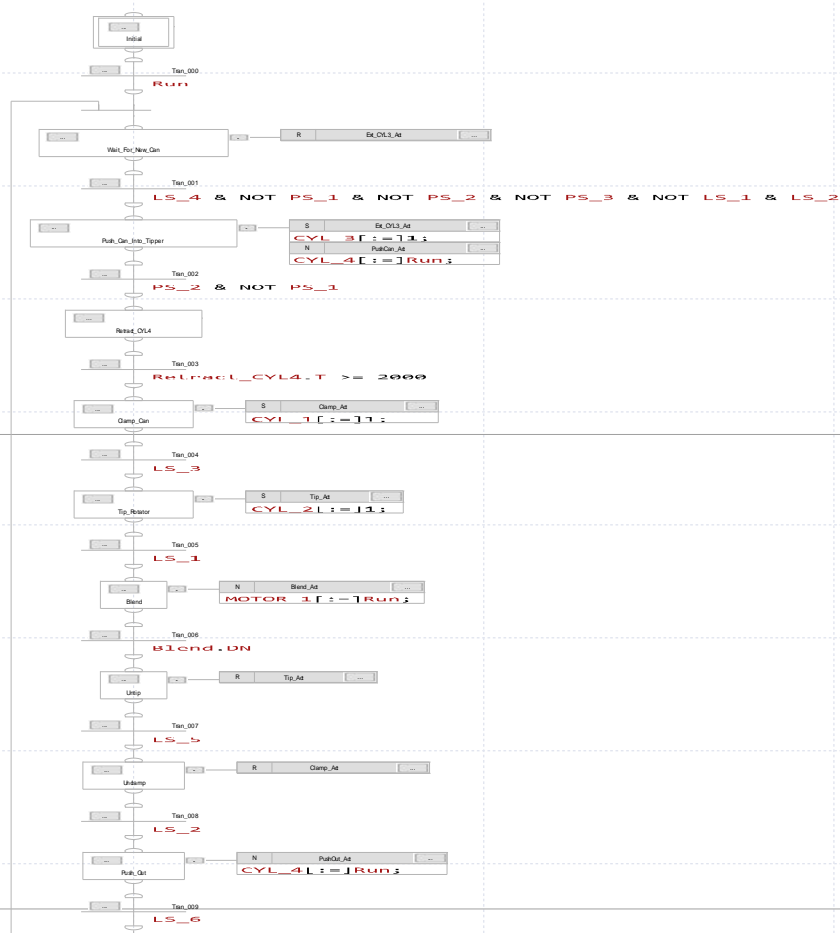 ...
Initial
... Tran_000
Run
... ... R Ext_CYL3_Act ...
Wait_For_New_Can
... Tran_001
LS_4 & NOT PS_1 & NOT PS_2 & NOT PS_3 & NOT LS_1 & LS_2
... ... S Ext_CYL3_Act ...
CYL_3[:=]1;
Push_Can_Into_Tipper
N PushCan_Act ...
CYL_4[:=]Run;
... Tran_002
PS_2 & NOT PS_1
...
Retract_CYL4
... Tran_003
Retract_CYL4.T >= 2000
... ... S Clamp_Act ...
CYL_1[:=]1;
Clamp_Can
... Tran_004
LS_3
... ... S Tip_Act ...
CYL_2[:=]1;
Tip_Rotator
... Tran_005
LS_1
... ... N Blend_Act ...
MOTOR_1[:=]Run;
Blend
... Tran_006
Blend.DN
... ... R Tip_Act ...
Untip
... Tran_007
LS_5
... ... R Clamp_Act ...
Unclamp
... Tran_008
LS_2
... ... N PushOut_Act ...
CYL_4[:=]Run;
Push_Out
... Tran_009
LS_6